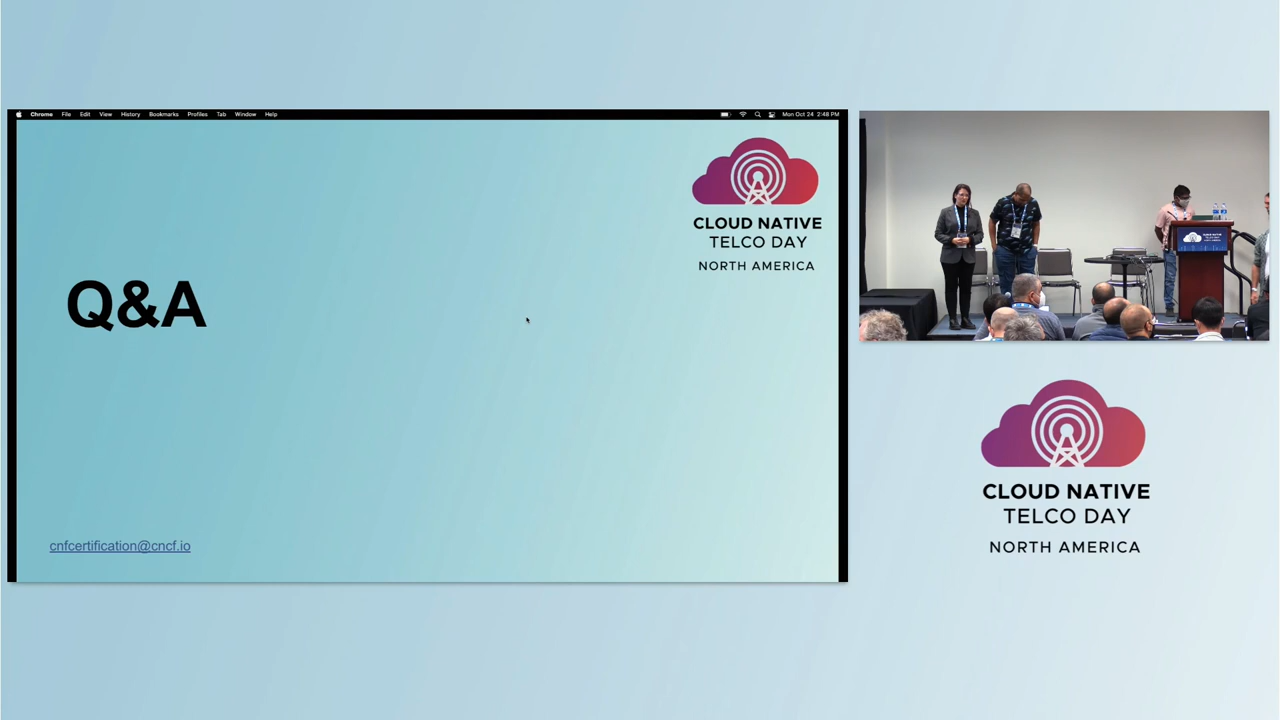 Chrome File Edit View History Bookmarks Profiles Tab Window Help
Mon Oct 24 2:48 PM
CLOUD NATIVE
TELCO DAY
NORTH AMERICA
Q&A
cnfcertification@cncf.io
CLOUD NATIVE
TELCO DAY
NORTH AMERICA